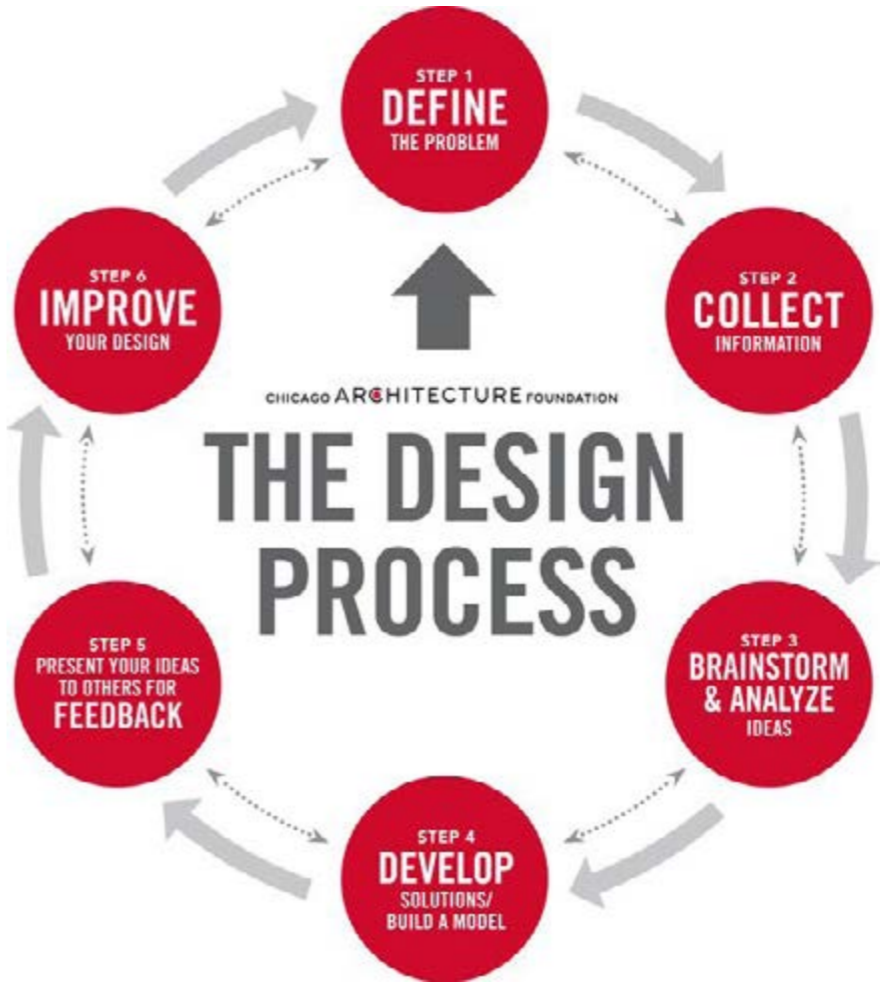 STEP 1
DEFINE
THE PROBLEM
STEP 2
COLLECT
INFORMATION
STEP 3
BRAINSTORM
& ANALYZE
IDEAS
STEP 4
DEVELOP
SOLUTIONS/
BUILD A MODEL
STEP 5
PRESENT YOUR IDEAS
TO OTHERS FOR
FEEDBACK
STEP 6
IMPROVE
YOUR DESIGN
CHICAGO ARCHITECTURE FOUNDATION
THE DESIGN
PROCESS